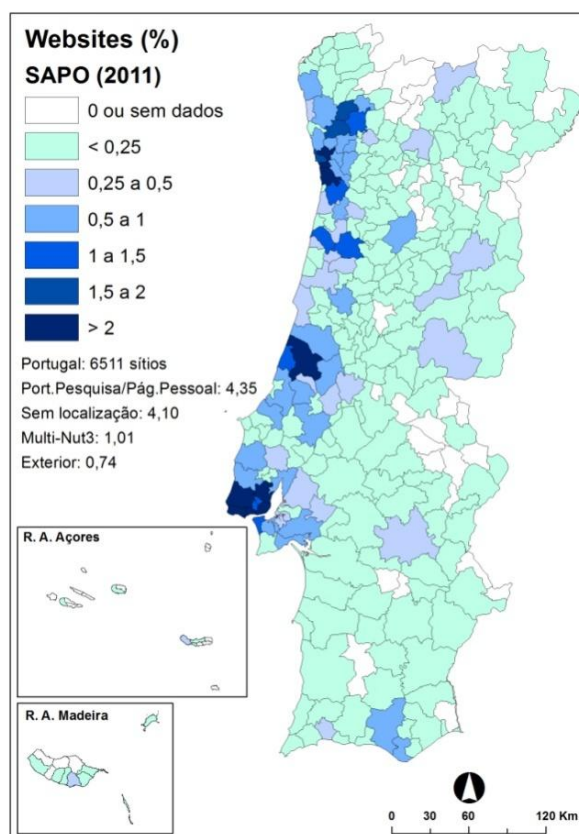 Websites (%)
SAPO (2011)
0 ou sem dados
< 0,25
0,25 a 0,5
0,5 a 1
1 a 1,5
1,5 a 2
> 2
Portugal: 6511 sítios
Port.Pesquisa/Pág.Pessoal: 4,35
Sem localização: 4,10
Multi-Nut3: 1,01
Exterior: 0,74
R. A. Açores
R. A. Madeira
0 30 60 120 Km